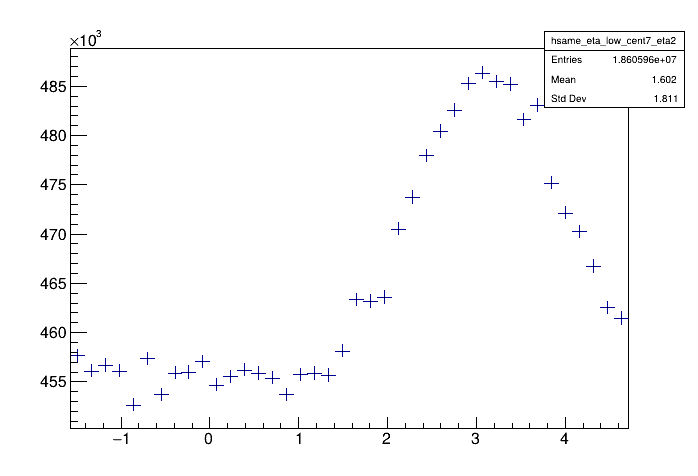 ×10³
hsame_eta_low_cent7_eta2
Entries 1.860596e+07
Mean 1.602
Std Dev 1.811
485
480
475
470
465
460
455
−1 0 1 2 3 4